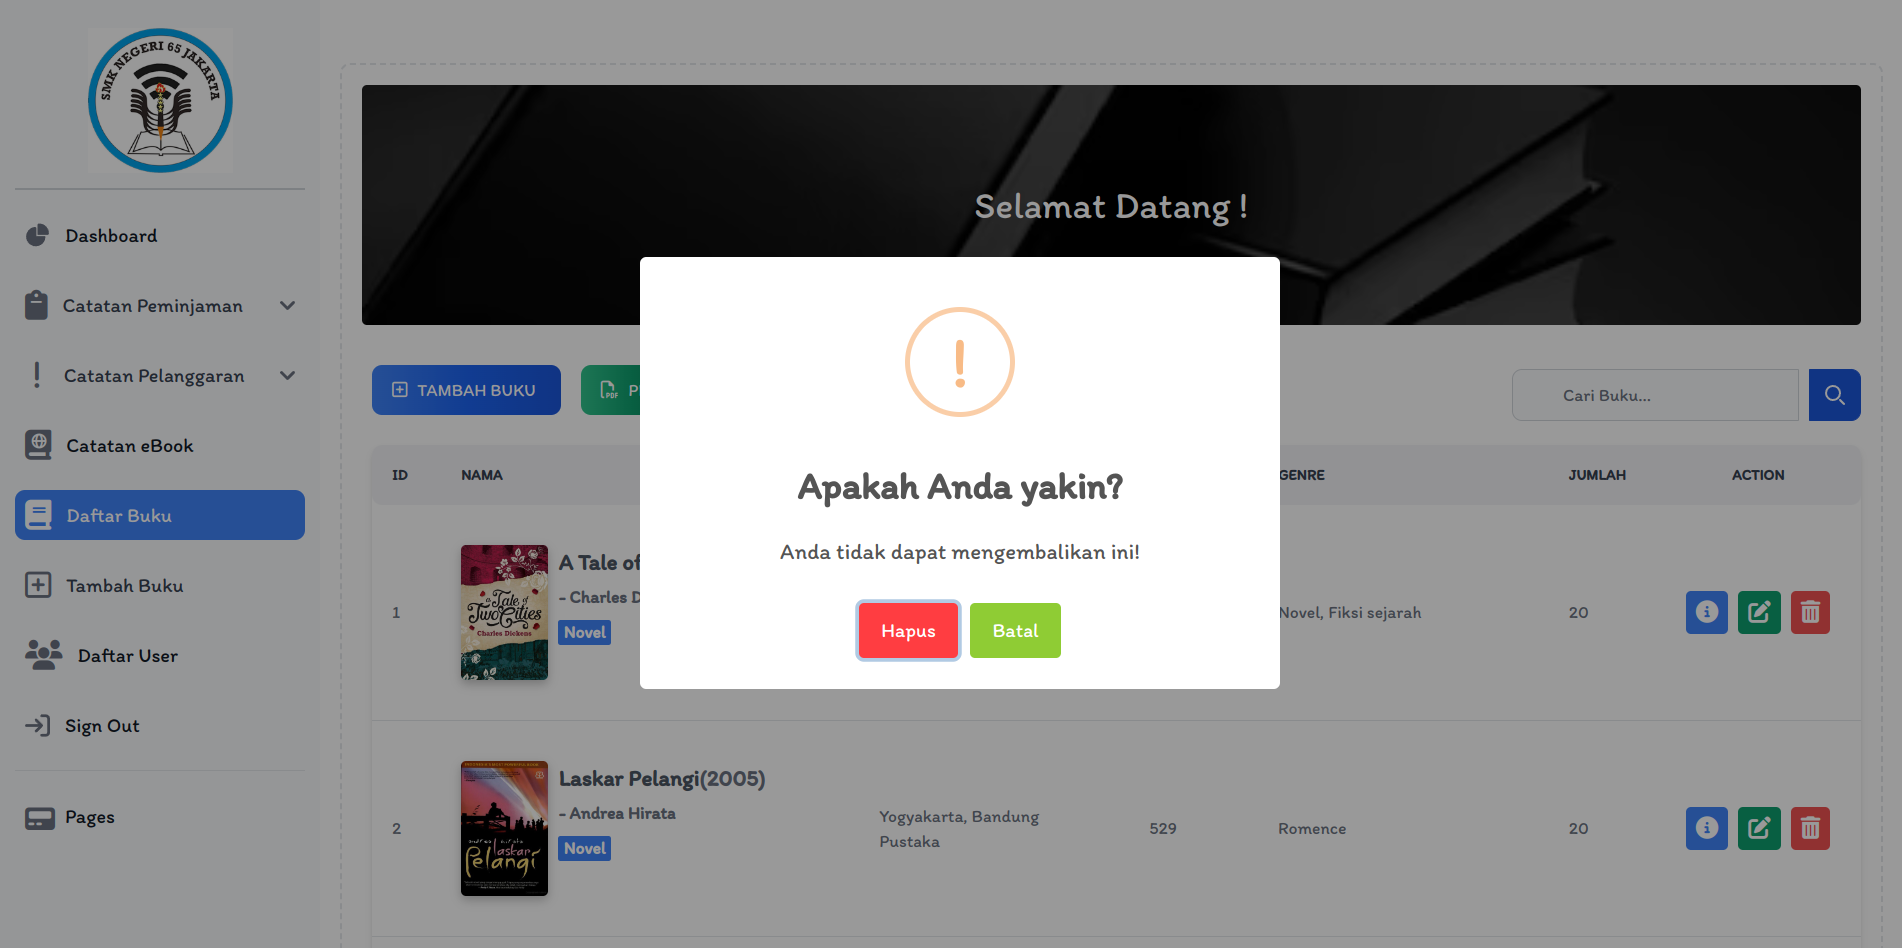 SMK NEGERI 65 JAKARTA
Dashboard
Catatan Peminjaman
Catatan Pelanggaran
Catatan eBook
Daftar Buku
Tambah Buku
Daftar User
Sign Out
Pages
Selamat Datang !
TAMBAH BUKU
PDF P
Cari Buku...
ID NAMA GENRE JUMLAH ACTION
1
a Tale of
Two Cities
Charles Dickens
A Tale of
- Charles D
Novel
Novel, Fiksi sejarah
20
2
andrea hirata
laskar
Pelangi
Laskar Pelangi(2005)
- Andrea Hirata
Novel
Yogyakarta, Bandung
Pustaka
529
Romence
20
Apakah Anda yakin?
Anda tidak dapat mengembalikan ini!
Hapus
Batal